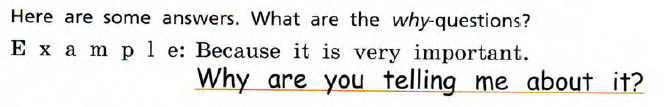 Here are some answers. What are the why-questions?
E x a m p l e: Because it is very important.
Why are you telling me about it?